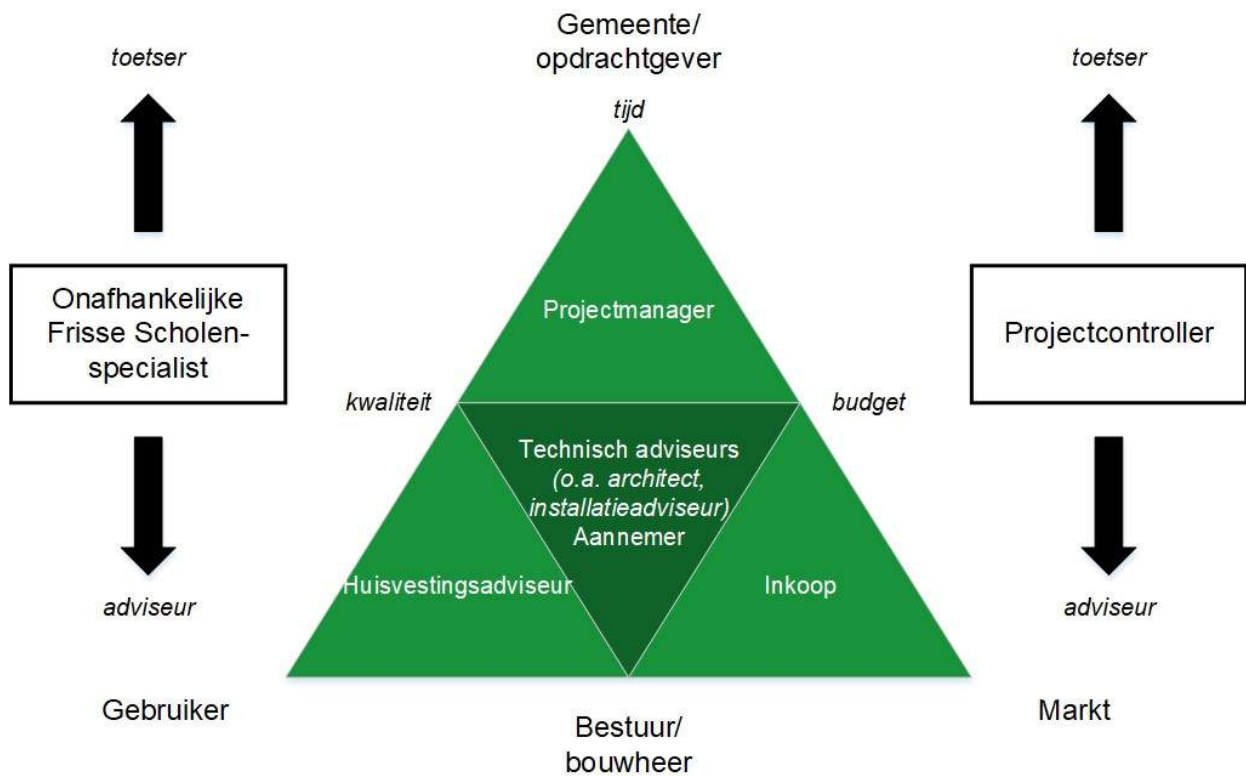 Gemeente/
opdrachtgever
toetser
toetser
tijd
Onafhankelijke
Frisse Scholen-
specialist
Projectmanager
Projectcontroller
kwaliteit
budget
Technisch adviseurs
(o.a. architect,
installatieadviseur)
Aannemer
Huisvestingsadviseur
Inkoop
adviseur
adviseur
Gebruiker
Markt
Bestuur/
bouwheer